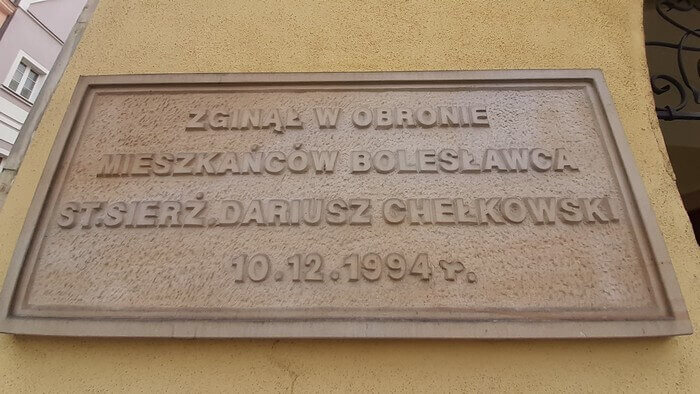 ZGINĄŁ W OBRONIE
MIESZKAŃCÓW BOLESŁAWCA
ST.SIERŻ.DARIUSZ CHEŁKOWSKI
10.12.1994 r.